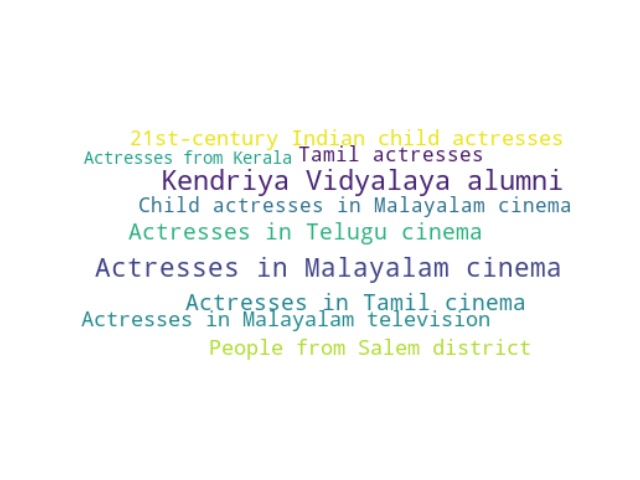 21st-century Indian child actresses
Actresses from Kerala
Tamil actresses
Kendriya Vidyalaya alumni
Child actresses in Malayalam cinema
Actresses in Telugu cinema
Actresses in Malayalam cinema
Actresses in Tamil cinema
Actresses in Malayalam television
People from Salem district